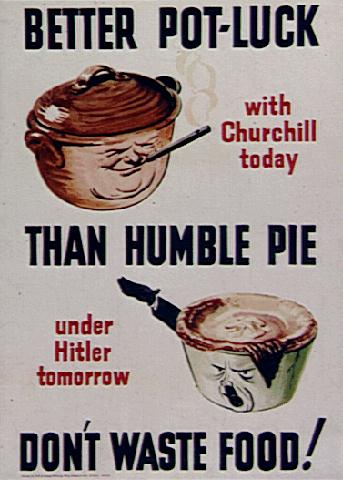 BETTER POT-LUCK
with
Churchill
today
THAN HUMBLE PIE
under
Hitler
tomorrow
DON'T WASTE FOOD!